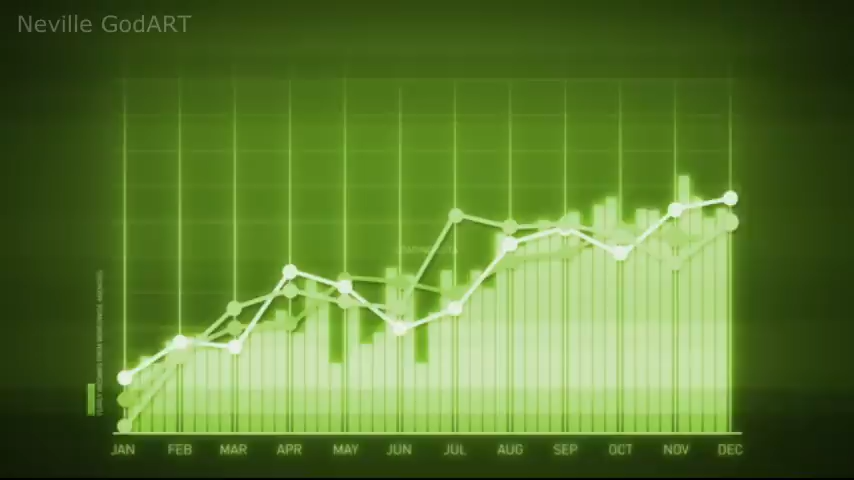 Neville GodART
JAN FEB MAR APR MAY JUN JUL AUG SEP OCT NOV DEC